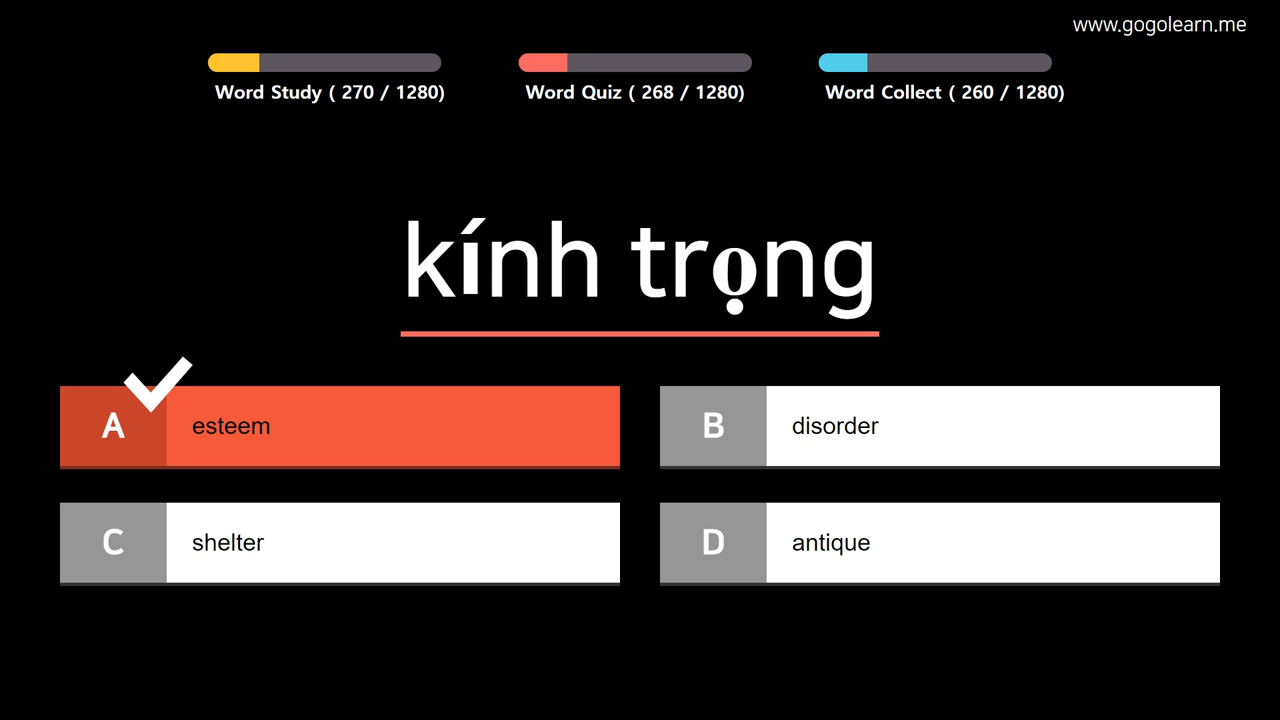 www.gogolearn.me
Word Study ( 270 / 1280)
Word Quiz ( 268 / 1280)
Word Collect ( 260 / 1280)
kính trọng
A esteem
B disorder
C shelter
D antique